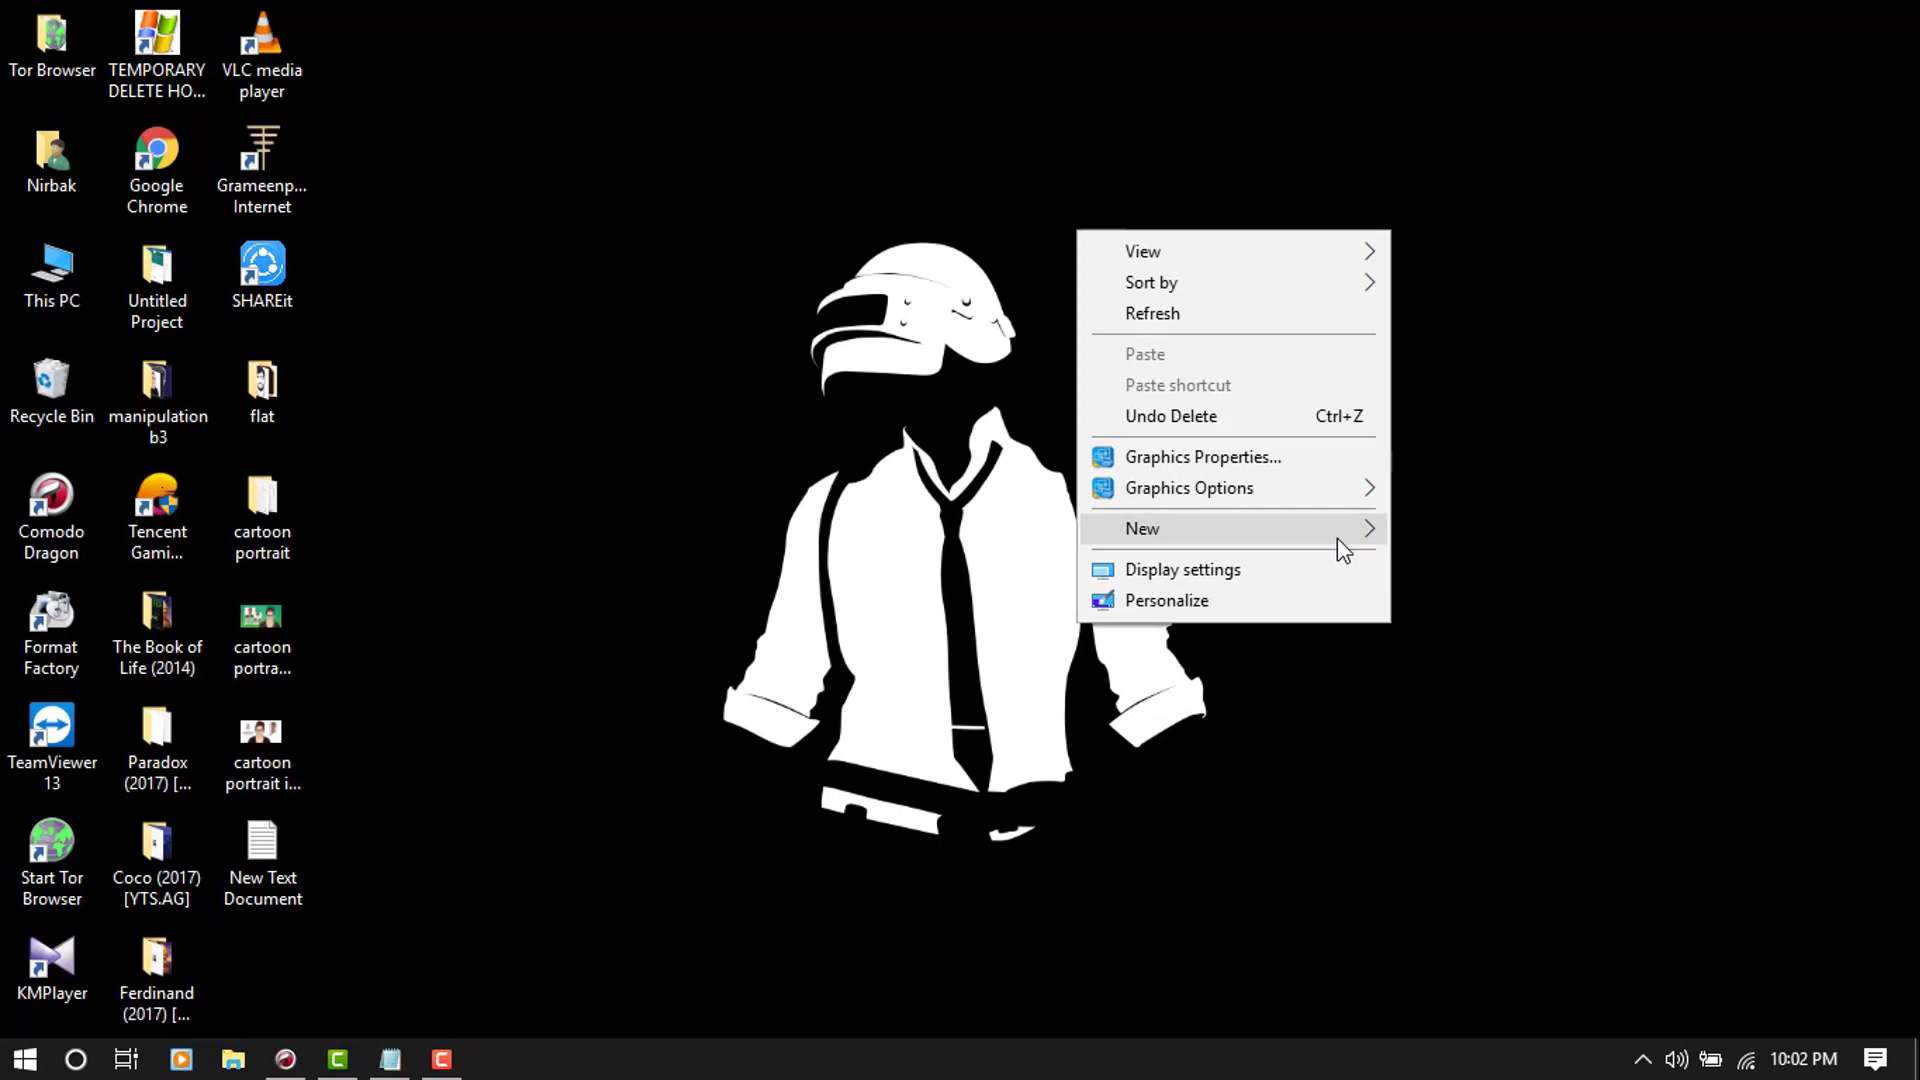 Tor Browser
TEMPORARY
DELETE HO...
VLC media
player
Nirbak
Google
Chrome
Grameenp...
Internet
This PC
Untitled
Project
SHAREit
Recycle Bin
manipulation
b3
flat
Comodo
Dragon
Tencent
Gami...
cartoon
portrait
Format
Factory
The Book of
Life (2014)
cartoon
portra...
TeamViewer
13
Paradox
(2017) [...
cartoon
portrait i...
Start Tor
Browser
Coco (2017)
[YTS.AG]
New Text
Document
KMPlayer
Ferdinand
(2017) [...
View
Sort by
Refresh
Paste
Paste shortcut
Undo Delete Ctrl+Z
Graphics Properties...
Graphics Options
New
Display settings
Personalize
10:02 PM